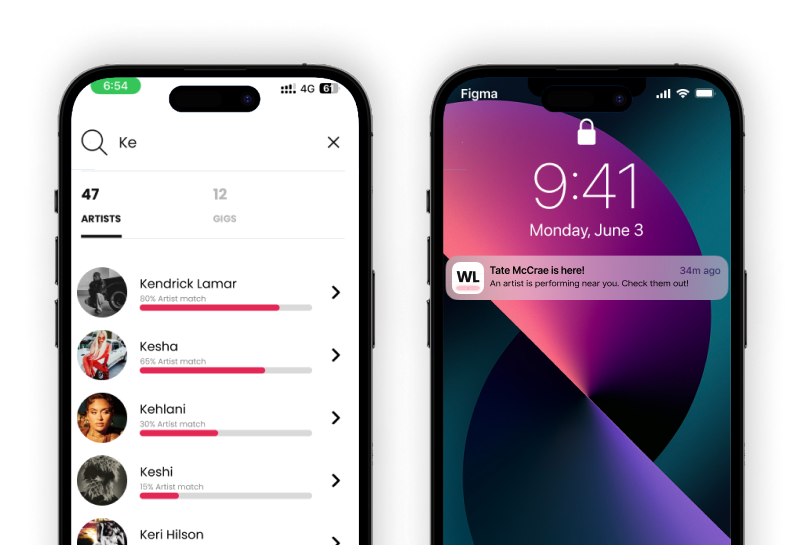 6:54
4G 61
Ke
47
ARTISTS
12
GIGS
Kendrick Lamar
80% Artist match
Kesha
65% Artist match
Kehlani
30% Artist match
Keshi
15% Artist match
Keri Hilson
Figma
9:41
Monday, June 3
WL
Tate McCrae is here!
34m ago
An artist is performing near you. Check them out!